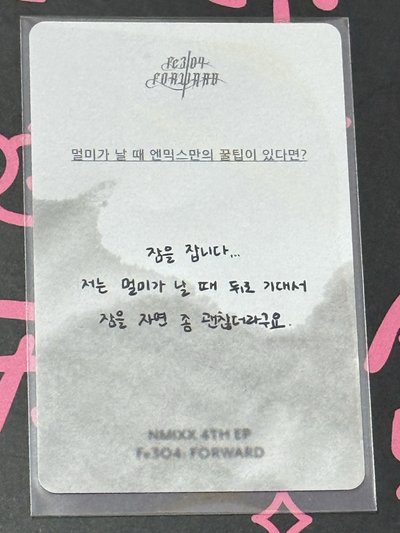 Fe3O4
FORWARD
멀미가 날 때 엔믹스만의 꿀팁이 있다면?
잠을 잡니다...
저는 멀미가 날 때 뒤로 기대서
잠을 자면 좀 괜찮더라구요.
NMIXX 4TH EP
Fe3O4: FORWARD